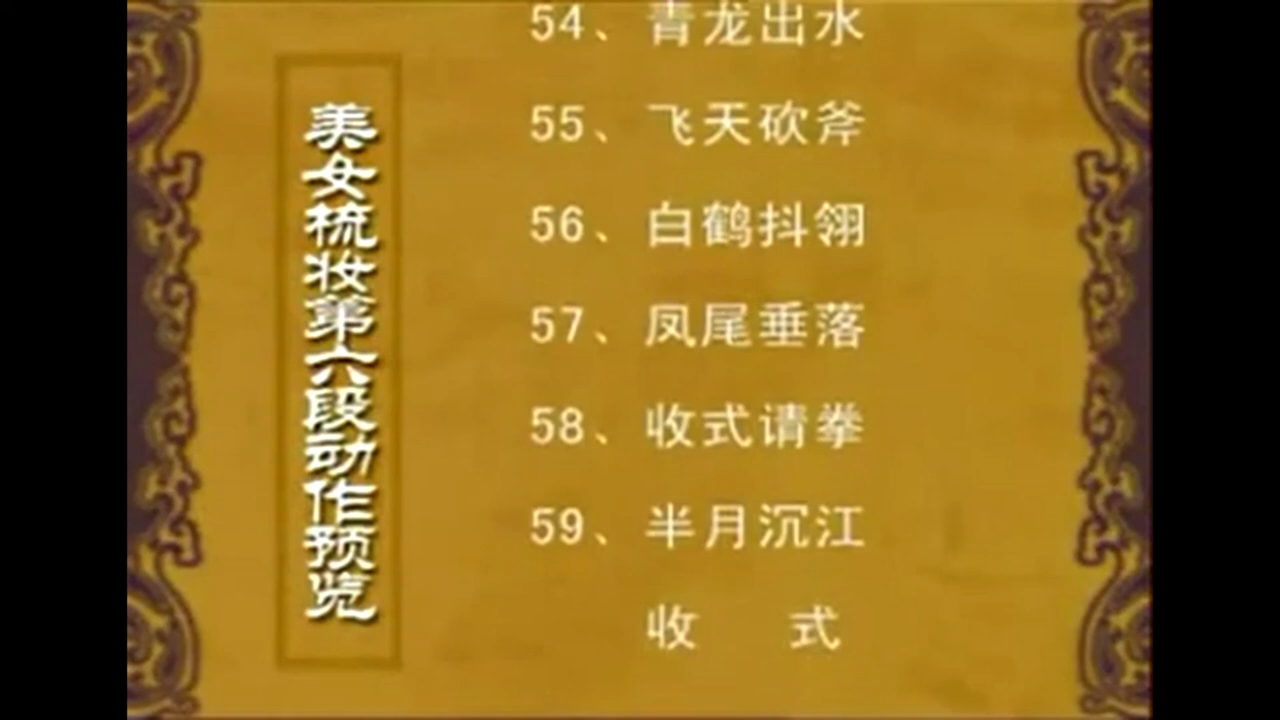 美女梳妆第六段动作预览
54、青龙出水
55、飞天砍斧
56、白鹤抖翎
57、凤尾垂落
58、收式请拳
59、半月沉江
收 式